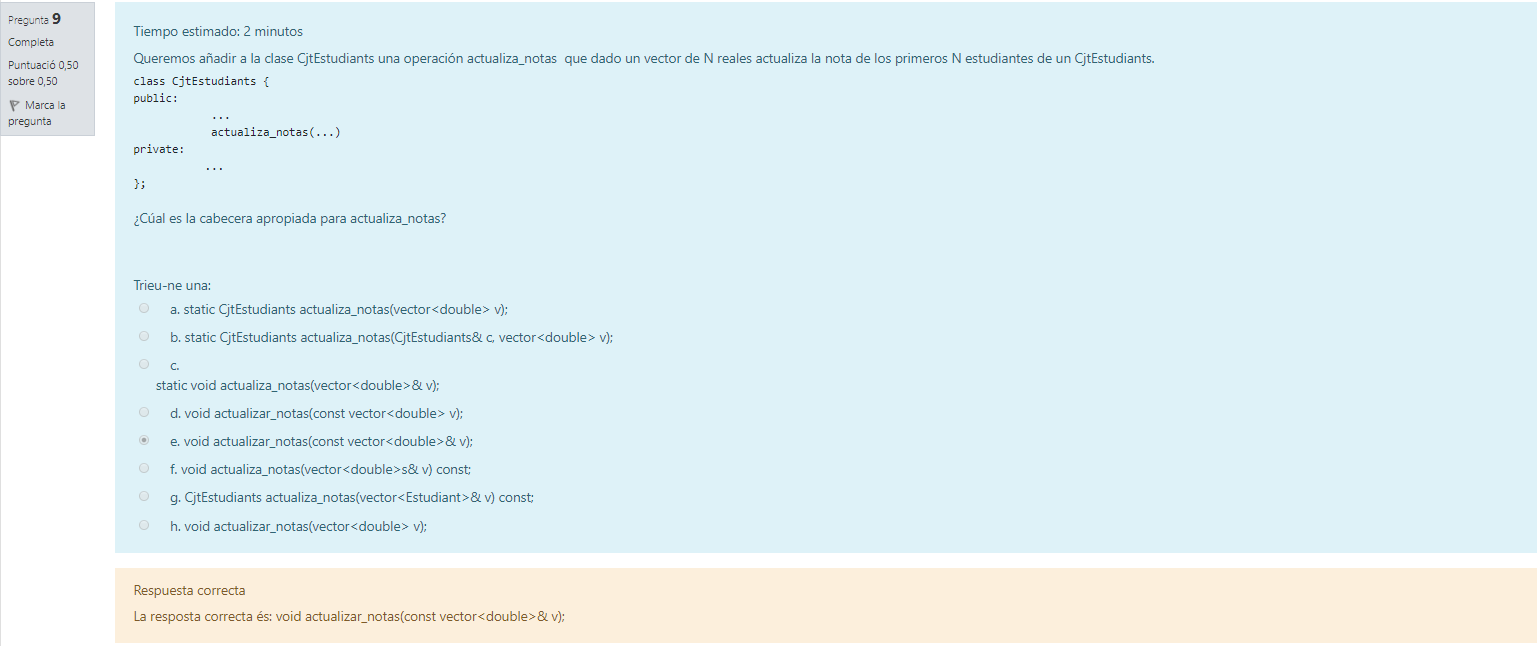 Pregunta 9
Completa
Puntuació 0,50
sobre 0,50
Marca la
pregunta
Tiempo estimado: 2 minutos
Queremos añadir a la clase CjtEstudiants una operación actualiza_notas que dado un vector de N reales actualiza la nota de los primeros N estudiantes de un CjtEstudiants.
class CjtEstudiants {
public:
...
actualiza_notas(...)
private:
...
};
¿Cúal es la cabecera apropiada para actualiza_notas?
Trieu-ne una:
a. static CjtEstudiants actualiza_notas(vector<double> v);
b. static CjtEstudiants actualiza_notas(CjtEstudiants& c, vector<double> v);
c.
static void actualiza_notas(vector<double>& v);
d. void actualizar_notas(const vector<double> v);
e. void actualizar_notas(const vector<double>& v);
f. void actualiza_notas(vector<double>s& v) const;
g. CjtEstudiants actualiza_notas(vector<Estudiant>& v) const;
h. void actualizar_notas(vector<double> v);
Respuesta correcta
La resposta correcta és: void actualizar_notas(const vector<double>& v);